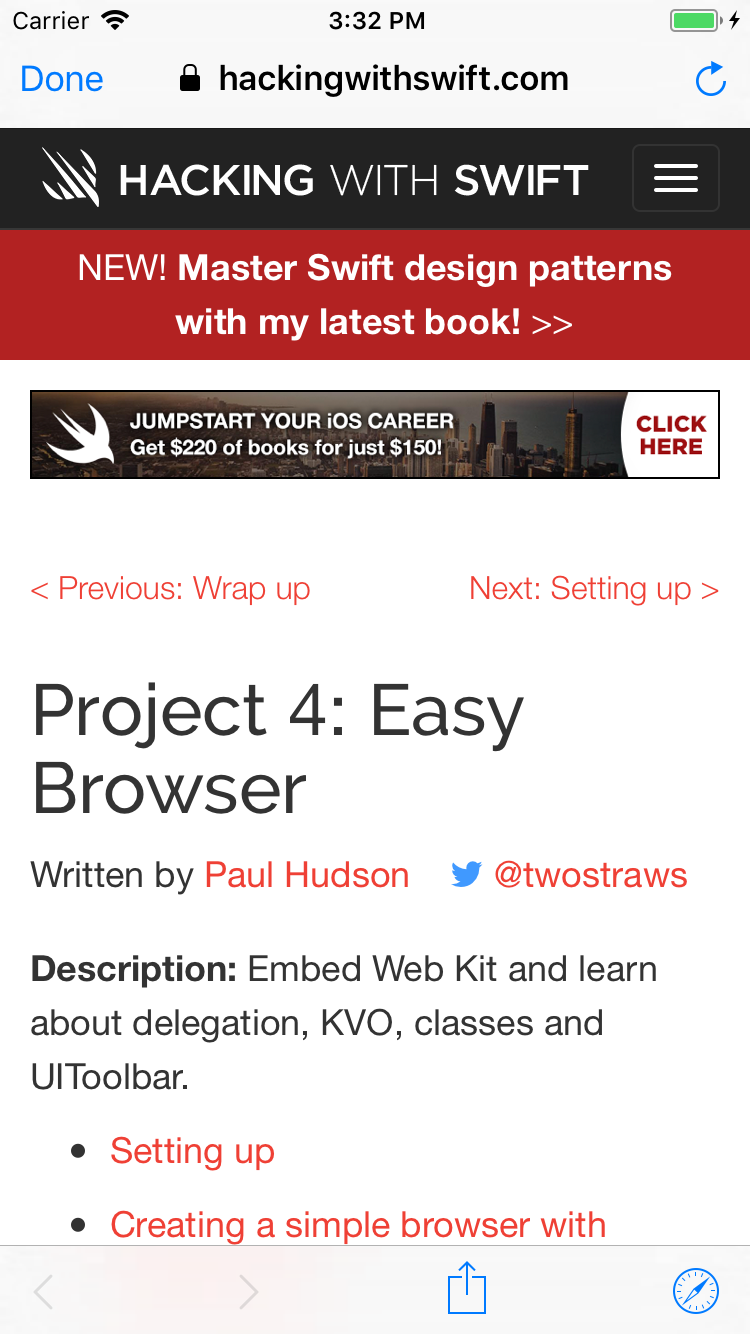 Carrier 3:32 PM
Done hackingwithswift.com
HACKING WITH SWIFT
NEW! Master Swift design patterns
with my latest book! >>
JUMPSTART YOUR iOS CAREER
Get $220 of books for just $150!
CLICK
HERE
< Previous: Wrap up Next: Setting up >
Project 4: Easy
Browser
Written by Paul Hudson @twostraws
Description: Embed Web Kit and learn
about delegation, KVO, classes and
UIToolbar.
• Setting up
• Creating a simple browser with